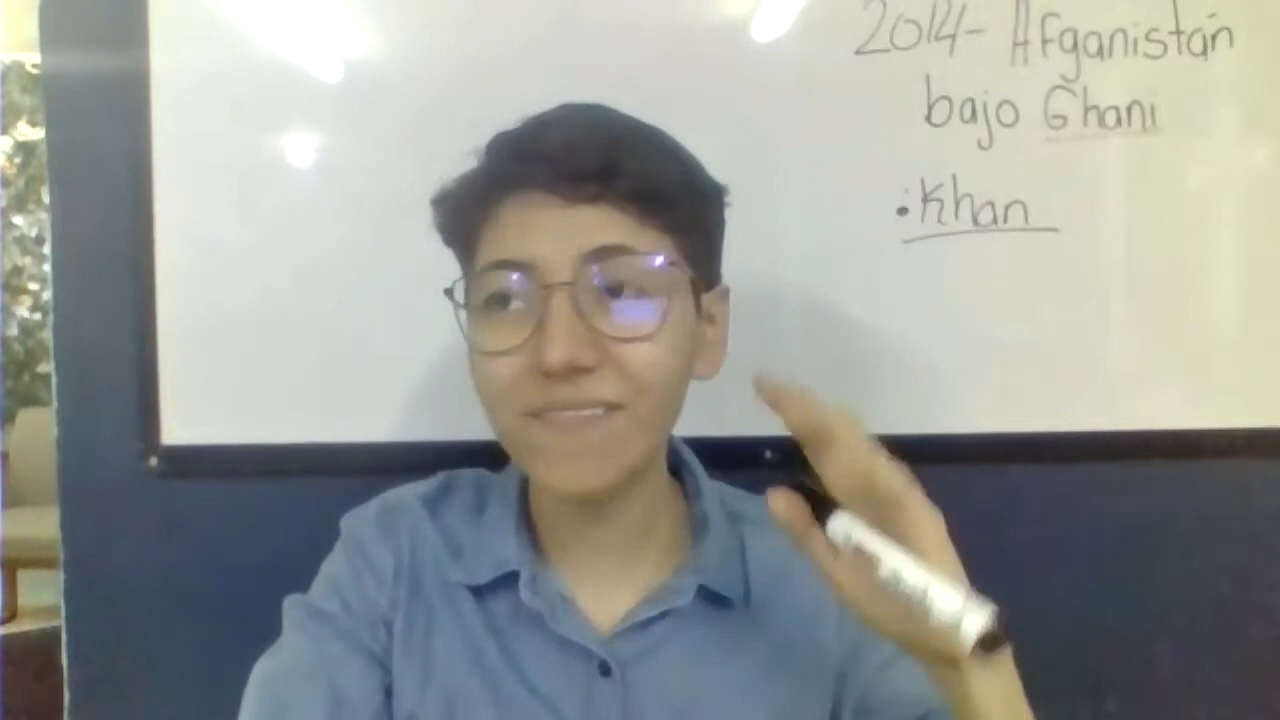 2014- Afganistán
bajo Ghani
• Khan